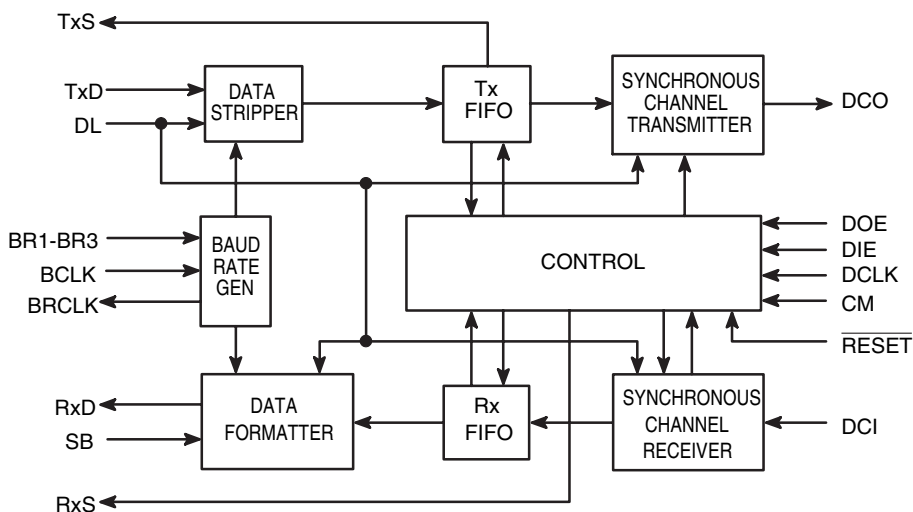 TxS
TxD
DL
DATA
STRIPPER
Tx
FIFO
SYNCHRONOUS
CHANNEL
TRANSMITTER
DCO
BR1-BR3
BCLK
BRCLK
BAUD
RATE
GEN
CONTROL
DOE
DIE
DCLK
CM
RESET
RxD
SB
DATA
FORMATTER
Rx
FIFO
SYNCHRONOUS
CHANNEL
RECEIVER
DCI
RxS